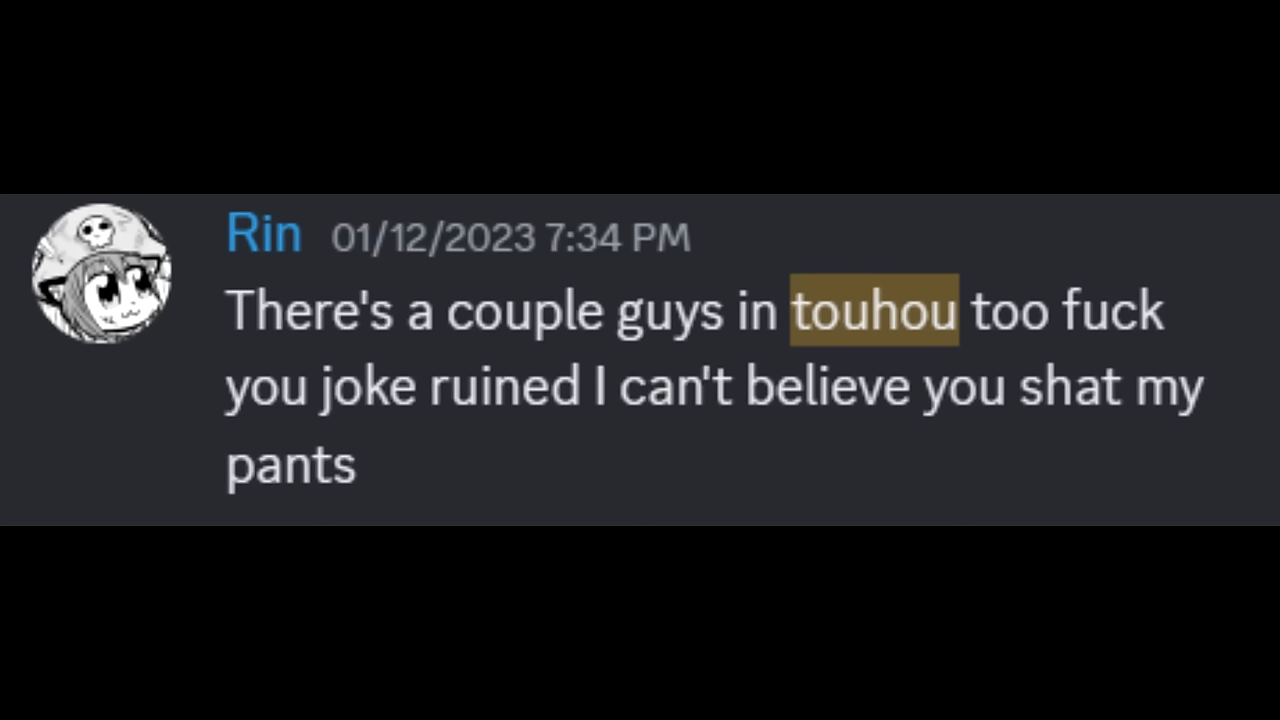 Rin 01/12/2023 7:34 PM
There's a couple guys in touhou too fuck
you joke ruined I can't believe you shat my
pants